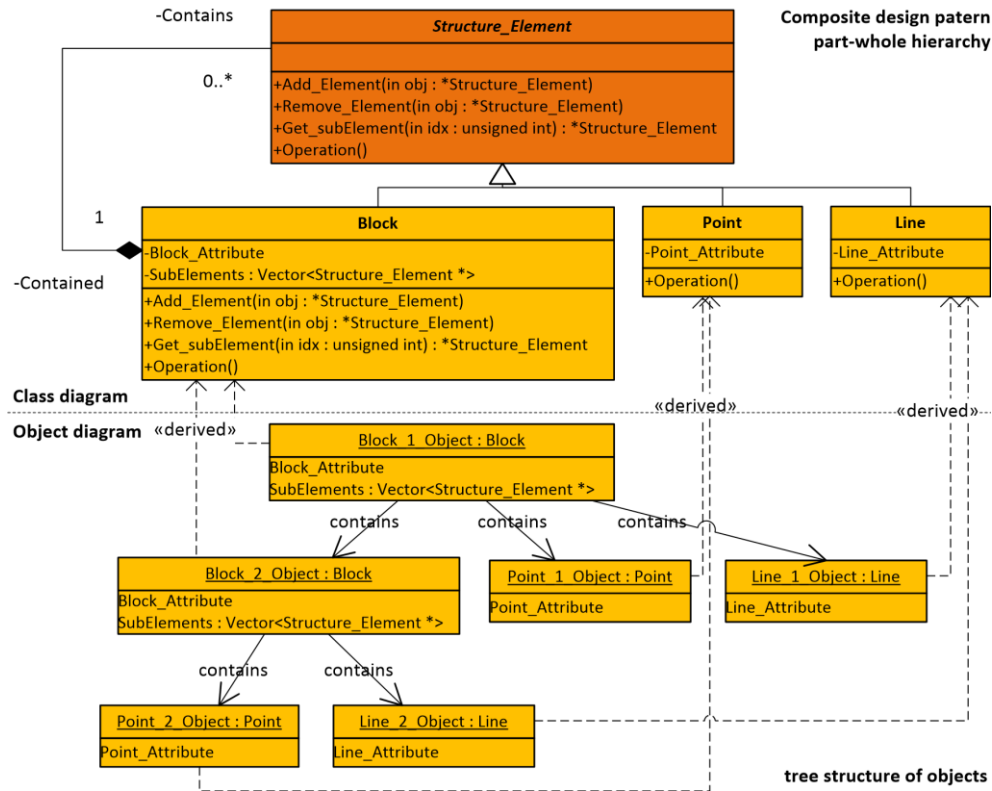 -Contains
Structure_Element
Composite design patern
part-whole hierarchy
0..*
+Add_Element(in obj : *Structure_Element)
+Remove_Element(in obj : *Structure_Element)
+Get_subElement(in idx : unsigned int) : *Structure_Element
+Operation()
1
-Contained
Block
-Block_Attribute
-SubElements : Vector<Structure_Element *>
+Add_Element(in obj : *Structure_Element)
+Remove_Element(in obj : *Structure_Element)
+Get_subElement(in idx : unsigned int) : *Structure_Element
+Operation()
Point
-Point_Attribute
+Operation()
Line
-Line_Attribute
+Operation()
Class diagram
Object diagram
«derived»
«derived»
«derived»
Block_1_Object : Block
Block_Attribute
SubElements : Vector<Structure_Element *>
contains
contains
contains
Block_2_Object : Block
Block_Attribute
SubElements : Vector<Structure_Element *>
Point_1_Object : Point
Point_Attribute
Line_1_Object : Line
Line_Attribute
contains
contains
Point_2_Object : Point
Point_Attribute
Line_2_Object : Line
Line_Attribute
tree structure of objects